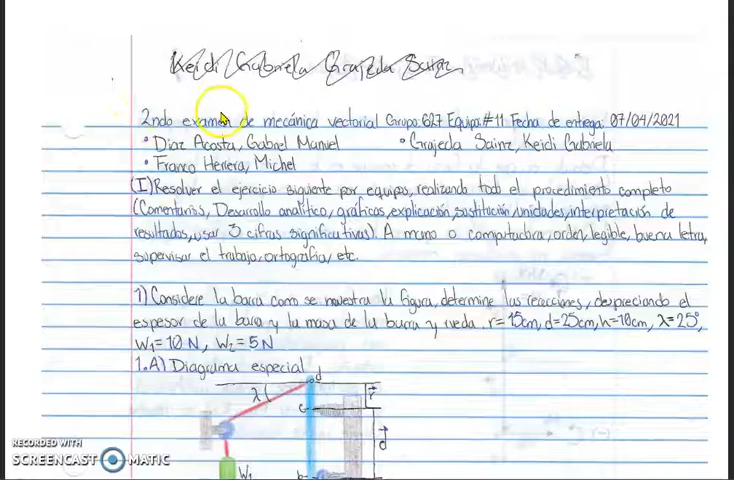 Keidi Gabriela Grajeda Sainz
2ndo examen de mecánica vectorial Grupo:627 Equipo#11 Fecha de entrega: 07/04/2021
• Diaz Acosta, Gabriel Manuel • Grajeda Sainz, Keidi Gabriela
• Franco Herrera, Michel
(I)Resolver el ejercicio siguiente por equipos, realizando todo el procedimiento completo
(Comentarios, Desarrollo analítico, gráficos, explicación, sustitución, unidades, interpretación de
resultados, usar 3 cifras significativas). A mano o computadora, orden, legible, buena letra,
supervisar el trabajo, ortografía, etc.
1) Considere la barra como se muestra la figura, determine las reacciones, despreciando el
espesor de la barra y la masa de la barra y rueda. r=15cm, d=25cm, h=10cm, λ=25°,
W1=10 N, W2=5 N
1.A) Diagrama especial
d
λ
r
c
d
W1
b
RECORDED WITH
SCREENCAST-O-MATIC